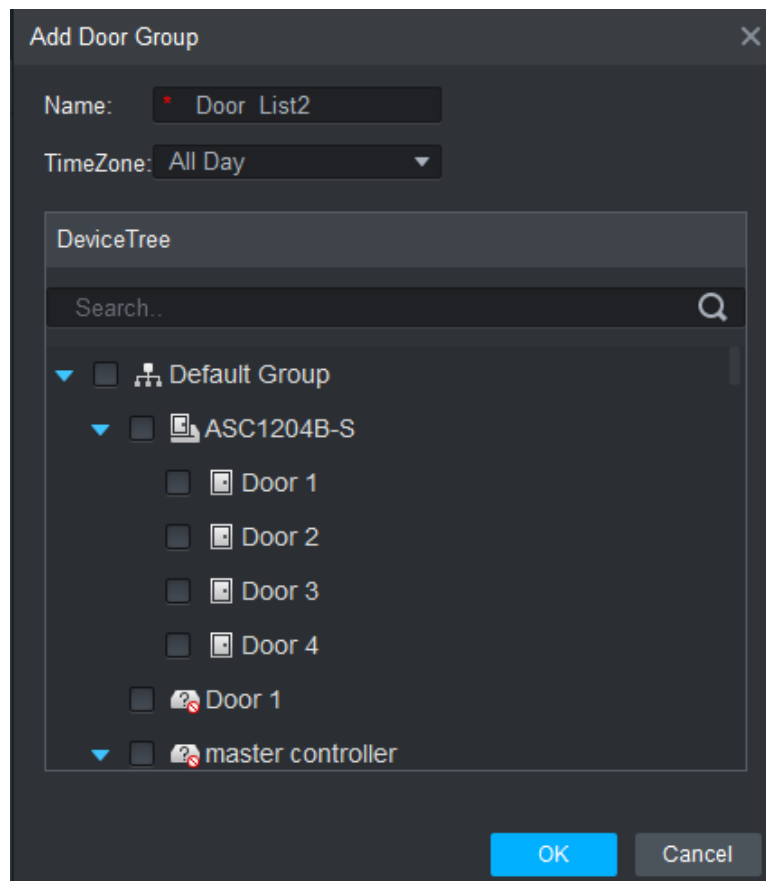 Add Door Group
Name: * Door List2
TimeZone: All Day
DeviceTree
Search..
Default Group
ASC1204B-S
Door 1
Door 2
Door 3
Door 4
Door 1
master controller
OK Cancel